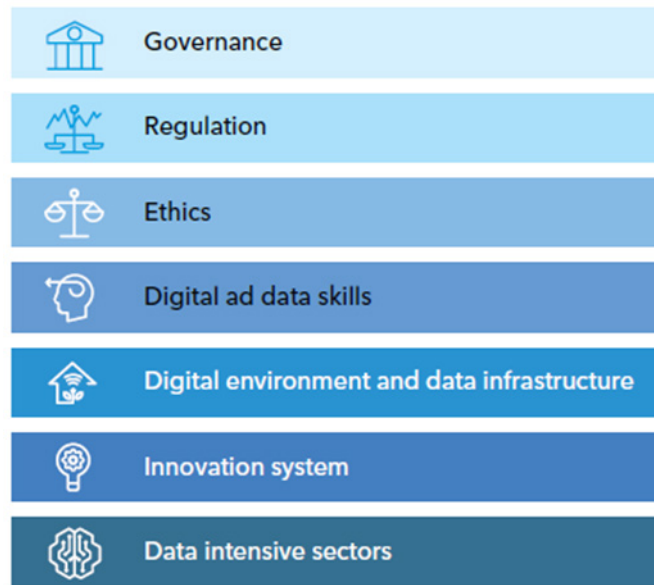 Governance
Regulation
Ethics
Digital ad data skills
Digital environment and data infrastructure
Innovation system
Data intensive sectors